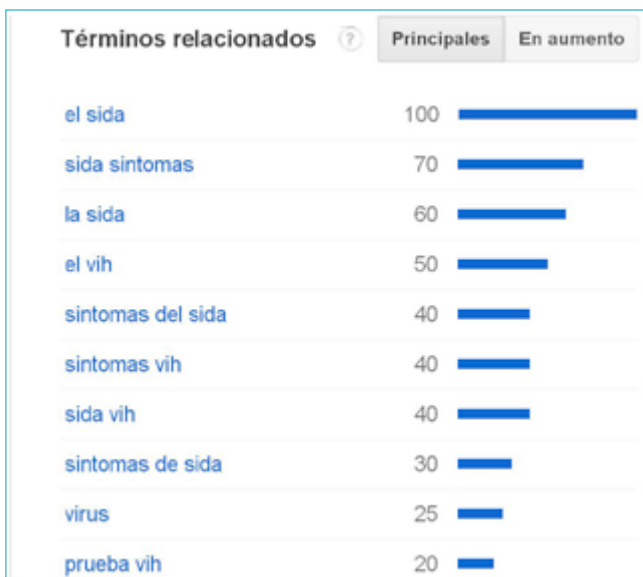 Términos relacionados ? Principales En aumento
el sida 100
sida sintomas 70
la sida 60
el vih 50
sintomas del sida 40
sintomas vih 40
sida vih 40
sintomas de sida 30
virus 25
prueba vih 20